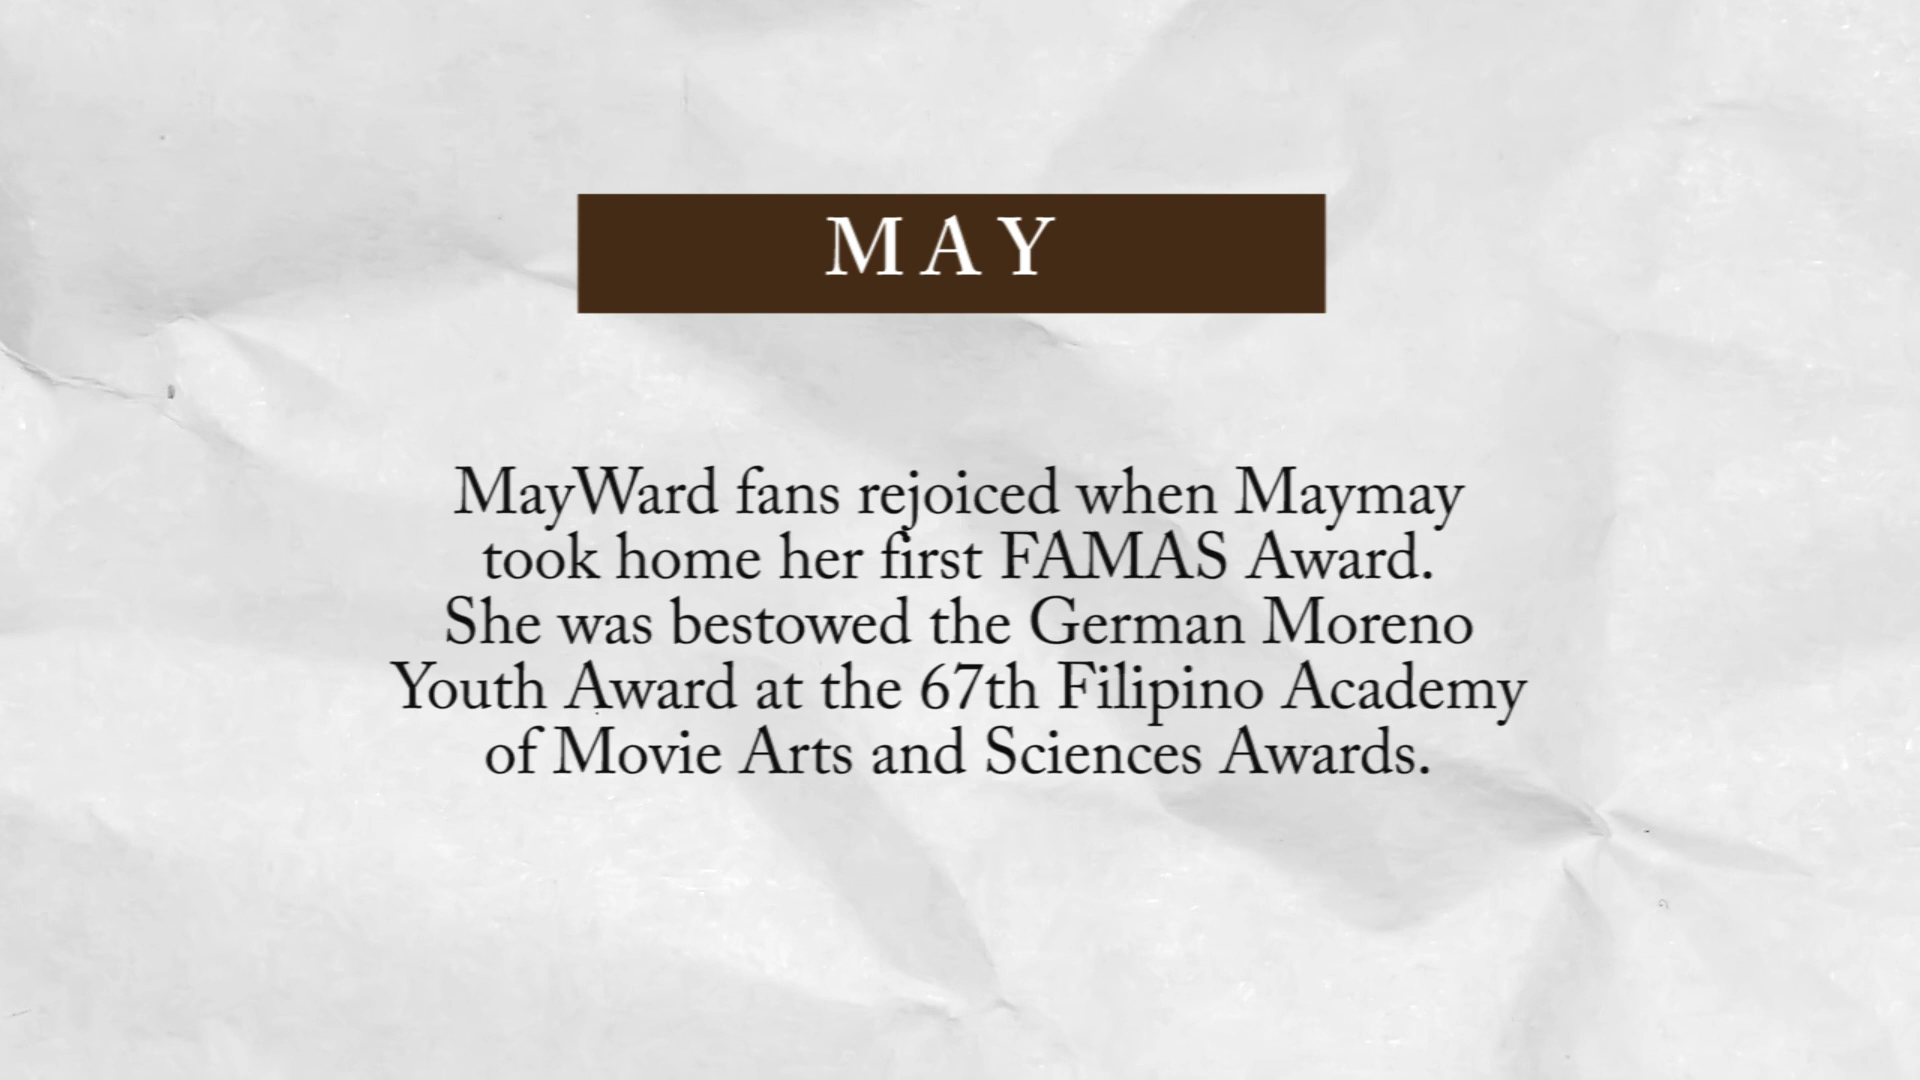 MAY
MayWard fans rejoiced when Maymay
took home her first FAMAS Award.
She was bestowed the German Moreno
Youth Award at the 67th Filipino Academy
of Movie Arts and Sciences Awards.